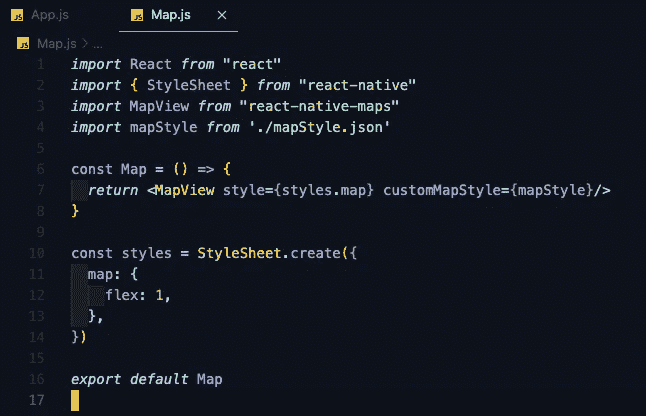 JS App.js JS Map.js ×
JS Map.js > ...
1 import React from "react"
2 import { StyleSheet } from "react-native"
3 import MapView from "react-native-maps"
4 import mapStyle from './mapStyle.json'
5
6 const Map = () => {
7   return <MapView style={styles.map} customMapStyle={mapStyle}/>
8 }
9
10 const styles = StyleSheet.create({
11   map: {
12     flex: 1,
13   },
14 })
15
16 export default Map
17